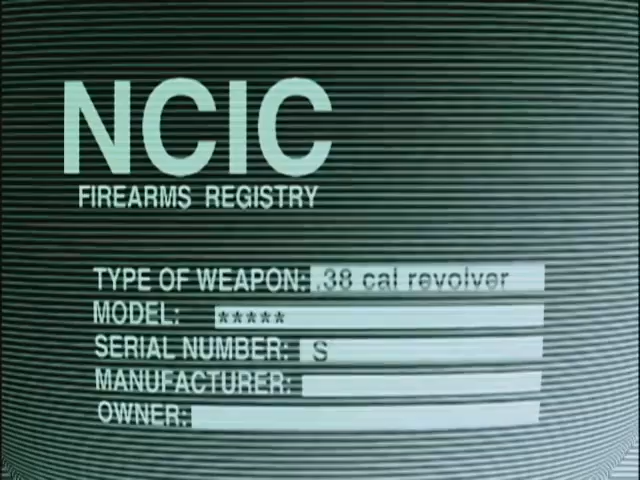 NCIC
FIREARMS REGISTRY
TYPE OF WEAPON: .38 cal revolver
MODEL: *****
SERIAL NUMBER: S
MANUFACTURER:
OWNER: